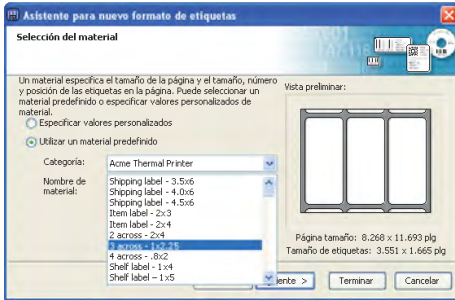 Asistente para nuevo formato de etiquetas
Selección del material
Un material especifica el tamaño de la página y el tamaño, número
y posición de las etiquetas en la página. Puede seleccionar un
material predefinido o especificar valores personalizados de
material.
Especificar valores personalizados
Utilizar un material predefinido
Categoría:
Acme Thermal Printer
Nombre de
material:
Shipping label - 3.5x6
Shipping label - 4.0x6
Shipping label - 4.5x6
Item label - 2x3
Item label - 2x4
2 across - 2x4
3 across - 1x2.25
4 across - .8x2
Shelf label - 1x4
Shelf label - 1x5
Vista preliminar:
Página tamaño: 8.268 x 11.693 plg
Tamaño de etiquetas: 3.551 x 1.665 plg
iente >
Terminar
Cancelar